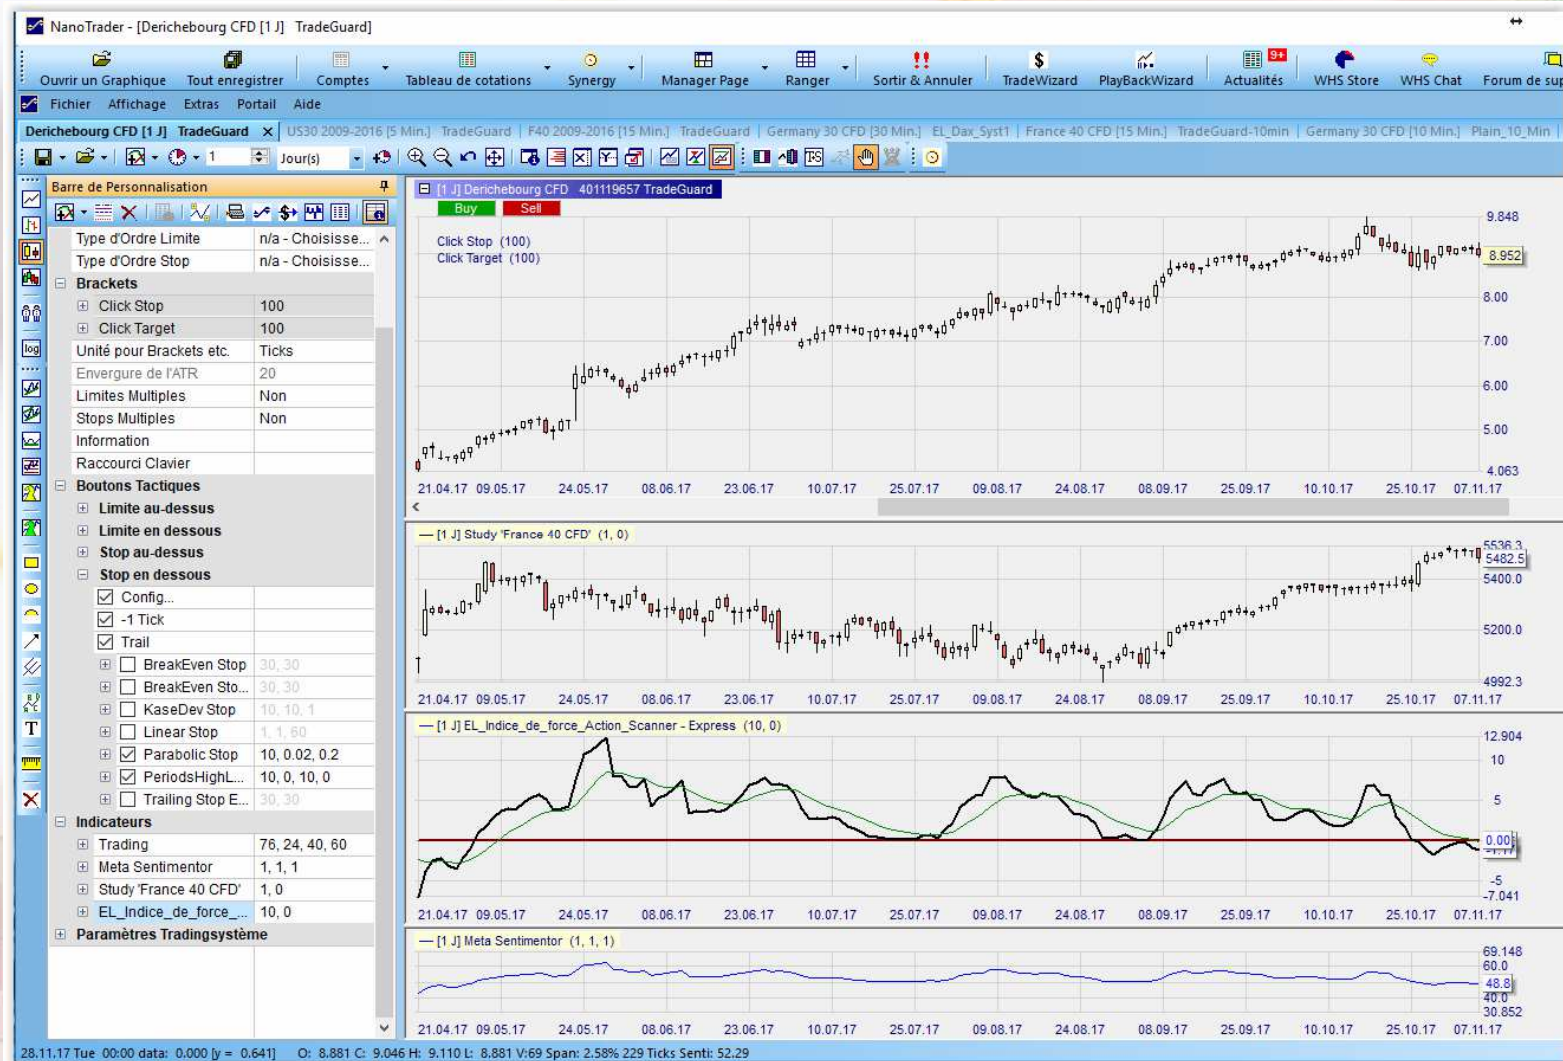 NanoTrader - [Derichebourg CFD [1 J]   TradeGuard]
Ouvrir un Graphique Tout enregistrer Comptes Tableau de cotations Synergy Manager Page Ranger Sortir & Annuler TradeWizard PlayBackWizard 9+ Actualités WHS Store WHS Chat Forum de sup
Fichier Affichage Extras Portail Aide
Derichebourg CFD [1 J]   TradeGuard US30 2009-2016 [5 Min.]   TradeGuard F40 2009-2016 [15 Min.]   TradeGuard Germany 30 CFD [30 Min.]   EL_Dax_Syst1 France 40 CFD [15 Min.]   TradeGuard-10min Germany 30 CFD [10 Min.]   Plain_10_Min
1 Jour(s)
Barre de Personnalisation
Type d'Ordre Limite n/a - Choisisse...
Type d'Ordre Stop n/a - Choisisse...
Brackets
Click Stop 100
Click Target 100
Unité pour Brackets etc. Ticks
Envergure de l'ATR 20
Limites Multiples Non
Stops Multiples Non
Information
Raccourci Clavier
Boutons Tactiques
Limite au-dessus
Limite en dessous
Stop au-dessus
Stop en dessous
Config...
-1 Tick
Trail
BreakEven Stop 30, 30
BreakEven Sto... 30, 30
KaseDev Stop 10, 10, 1
Linear Stop 1, 1, 60
Parabolic Stop 10, 0.02, 0.2
PeriodsHighL... 10, 0, 10, 0
Trailing Stop E... 30, 30
Indicateurs
Trading 76, 24, 40, 60
Meta Sentimentor 1, 1, 1
Study 'France 40 CFD' 1, 0
EL_Indice_de_force_... 10, 0
Paramètres Tradingsystème
log
T
[1 J] Derichebourg CFD   401119657 TradeGuard
Buy Sell
Click Stop  (100)
Click Target  (100)
9.848
8.952
8.00
7.00
6.00
5.00
4.063
21.04.17 09.05.17 24.05.17 08.06.17 23.06.17 10.07.17 25.07.17 09.08.17 24.08.17 08.09.17 25.09.17 10.10.17 25.10.17 07.11.17
[1 J] Study 'France 40 CFD'  (1, 0)
5536.3
5482.5
5400.0
5200.0
4992.3
21.04.17 09.05.17 24.05.17 08.06.17 23.06.17 10.07.17 25.07.17 09.08.17 24.08.17 08.09.17 25.09.17 10.10.17 25.10.17 07.11.17
[1 J] EL_Indice_de_force_Action_Scanner - Express  (10, 0)
12.904
10
5
-5
-7.041
21.04.17 09.05.17 24.05.17 08.06.17 23.06.17 10.07.17 25.07.17 09.08.17 24.08.17 08.09.17 25.09.17 10.10.17 25.10.17 07.11.17
[1 J] Meta Sentimentor  (1, 1, 1)
69.148
60.0
48.8
40.0
30.852
21.04.17 09.05.17 24.05.17 08.06.17 23.06.17 10.07.17 25.07.17 09.08.17 24.08.17 08.09.17 25.09.17 10.10.17 25.10.17 07.11.17
28.11.17 Tue  00:00 data:  0.000 [y =  0.641] O:  8.881 C:  9.046 H:  9.110 L:  8.881 V:69 Span: 2.58% 229 Ticks Senti: 52.29